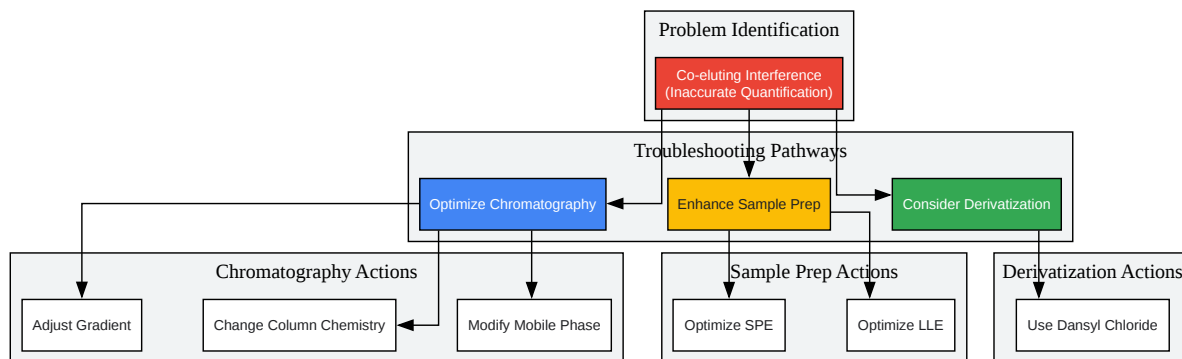 Problem Identification
Co-eluting Interference
(Inaccurate Quantification)
Troubleshooting Pathways
Optimize Chromatography
Enhance Sample Prep
Consider Derivatization
Chromatography Actions
Sample Prep Actions
Derivatization Actions
Adjust Gradient
Change Column Chemistry
Modify Mobile Phase
Optimize SPE
Optimize LLE
Use Dansyl Chloride